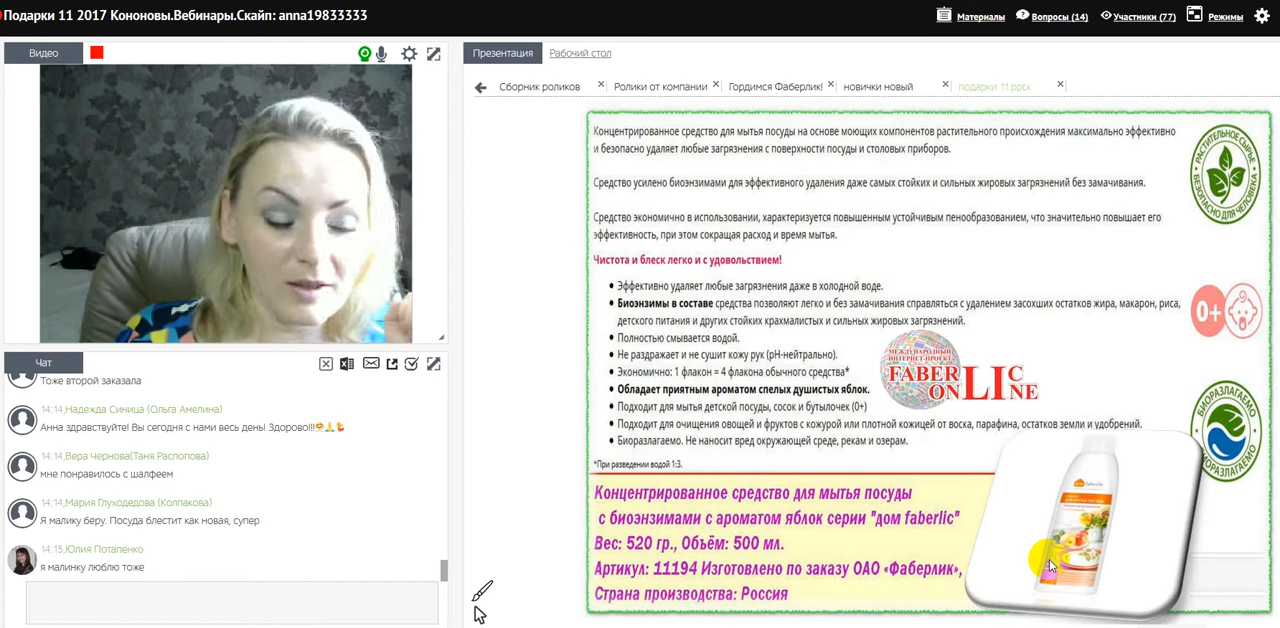 Подарки 11 2017 Кононовы.Вебинары.Скайп: anna19833333
Материалы
Вопросы (14)
Участники (77)
Режимы
Видео
Презентация
Рабочий стол
Сборник роликов
Ролики от компании
Гордимся Фаберлик!
новички новый
подарки 11.pptx
Концентрированное средство для мытья посуды на основе моющих компонентов растительного происхождения максимально эффективно
и безопасно удаляет любые загрязнения с поверхности посуды и столовых приборов.
Средство усилено биоэнзимами для эффективного удаления даже самых стойких и сильных жировых загрязнений без замачивания.
Средство экономично в использовании, характеризуется повышенным устойчивым пенообразованием, что значительно повышает его
эффективность, при этом сокращая расход и время мытья.
Чистота и блеск легко и с удовольствием!
• Эффективно удаляет любые загрязнения даже в холодной воде.
• Биоэнзимы в составе средства позволяют легко и без замачивания справляться с удалением засохших остатков жира, макарон, риса,
детского питания и других стойких крахмалистых и сильных жировых загрязнений.
• Полностью смывается водой.
• Не раздражает и не сушит кожу рук (pH-нейтрально).
• Экономично: 1 флакон = 4 флакона обычного средства*
• Обладает приятным ароматом спелых душистых яблок.
• Подходит для мытья детской посуды, сосок и бутылочек (0+)
• Подходит для очищения овощей и фруктов с кожурой или плотной кожицей от воска, парафина, остатков земли и удобрений.
• Биоразлагаемо. Не наносит вред окружающей среде, рекам и озерам.
*При разведении водой 1:3.
РАСТИТЕЛЬНОЕ СЫРЬЕ
БЕЗОПАСНО ДЛЯ ЧЕЛОВЕКА
0+
БИОРАЗЛАГАЕМО
БИОРАЗЛАГАЕМО
МЕЖДУНАРОДНЫЙ
ИНТЕРНЕТ-ПРОЕКТ
FABERLIC
ONLINE
Концентрированное средство для мытья посуды
с биоэнзимами с ароматом яблок серии "дом faberlic"
Вес: 520 гр., Объём: 500 мл.
Артикул: 11194 Изготовлено по заказу ОАО «Фаберлик»,
Страна производства: Россия
Чат
Тоже второй заказала
14:14,Надежда Синица (Ольга Амелина)
Анна здравствуйте! Вы сегодня с нами весь день! Здорово!!!
14:14,Вера Чернова(Таня Распопова)
мне понравилось с шалфеем
14:14,Мария Глуходедова (Колпакова)
Я малику беру. Посуда блестит как новая, супер
14:15,Юлия Потапенко
я малинку люблю тоже